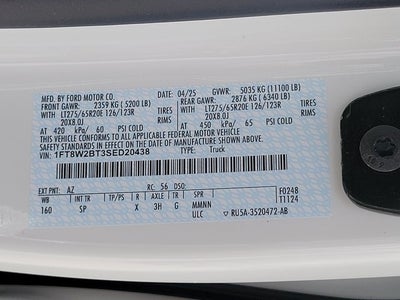 MFD. BY FORD MOTOR CO.
DATE: 04/25 GVWR: 5035 KG (11100 LB)
FRONT GAWR: 2359 KG (5200 LB) REAR GAWR: 2876 KG (6340 LB)
LT275/65R20E 126/123R TIRES LT275/65R20E 126/123R TIRES
20X8.0J RIMS 20X8.0J RIMS
AT 420 kPa/ 60 PSI COLD AT 450 kPa/ 65 PSI COLD
THIS VEHICLE CONFORMS TO ALL APPLICABLE FEDERAL MOTOR VEHICLE
SAFETY STANDARDS IN EFFECT ON THE DATE OF MANUFACTURE SHOWN ABOVE.
VIN: 1FT8W2BT3SED20438 TYPE: Truck
EXT PNT: AZ RC: 56 DSO: F0248
WB INT TR TP/PS R AXLE TR SPR T1124
160 SP X 3H G MMNN
ULC RU5A-3520472-AB